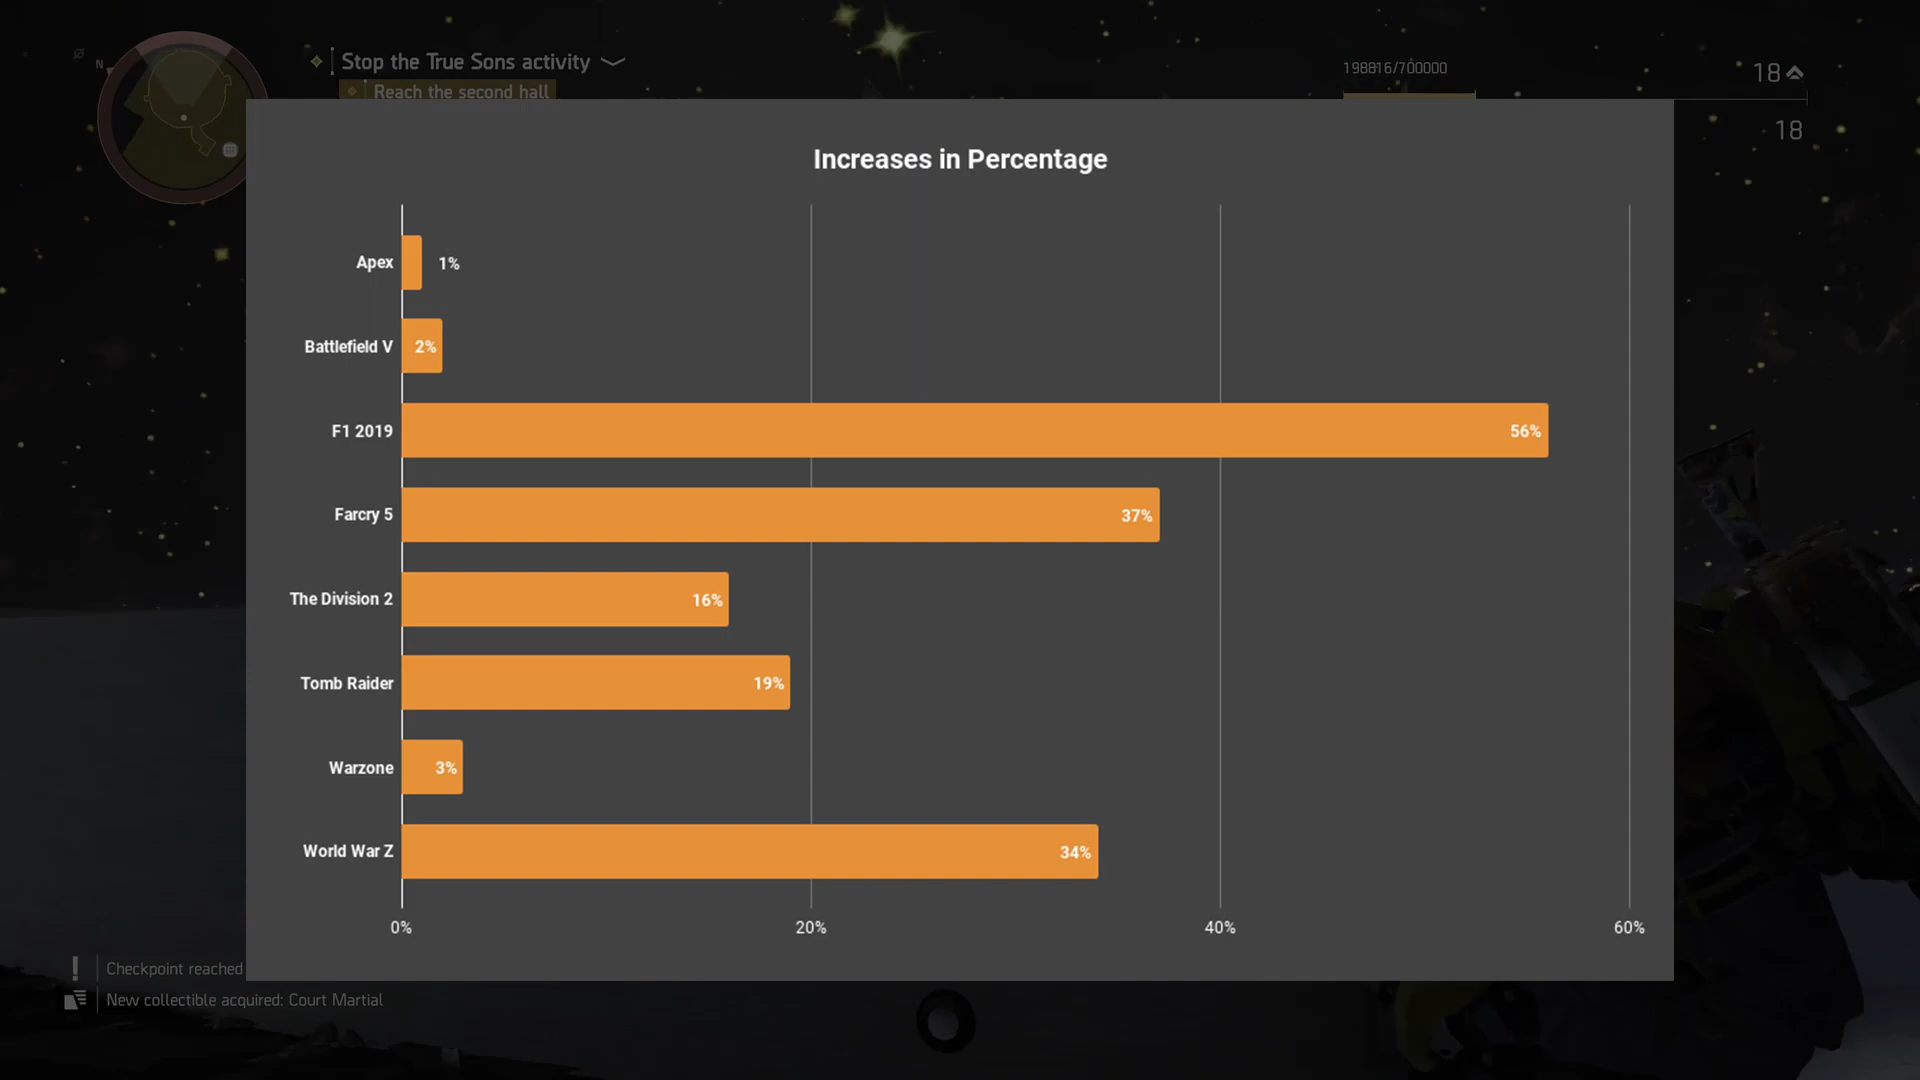 N
Stop the True Sons activity
Reach the second hall
198816/700000
18
18
Increases in Percentage
Apex
1%
Battlefield V
2%
F1 2019
56%
Farcry 5
37%
The Division 2
16%
Tomb Raider
19%
Warzone
3%
World War Z
34%
0%
20%
40%
60%
Checkpoint reached
New collectible acquired: Court Martial